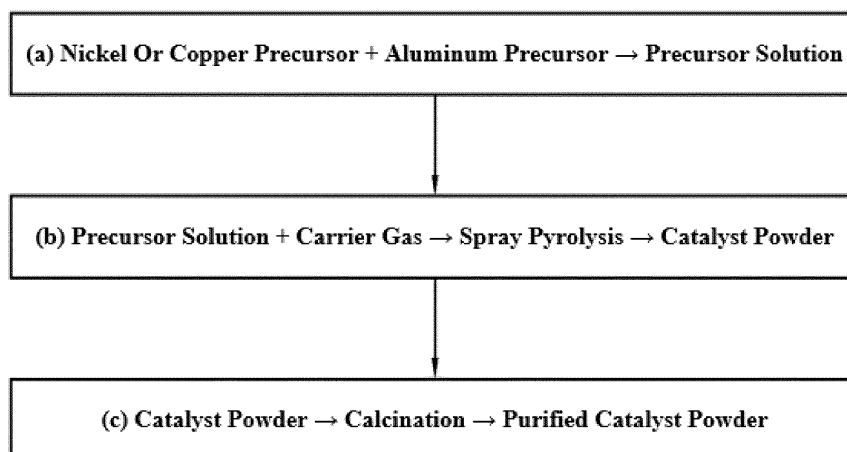 (a) Nickel Or Copper Precursor + Aluminum Precursor → Precursor Solution
(b) Precursor Solution + Carrier Gas → Spray Pyrolysis → Catalyst Powder
(c) Catalyst Powder → Calcination → Purified Catalyst Powder